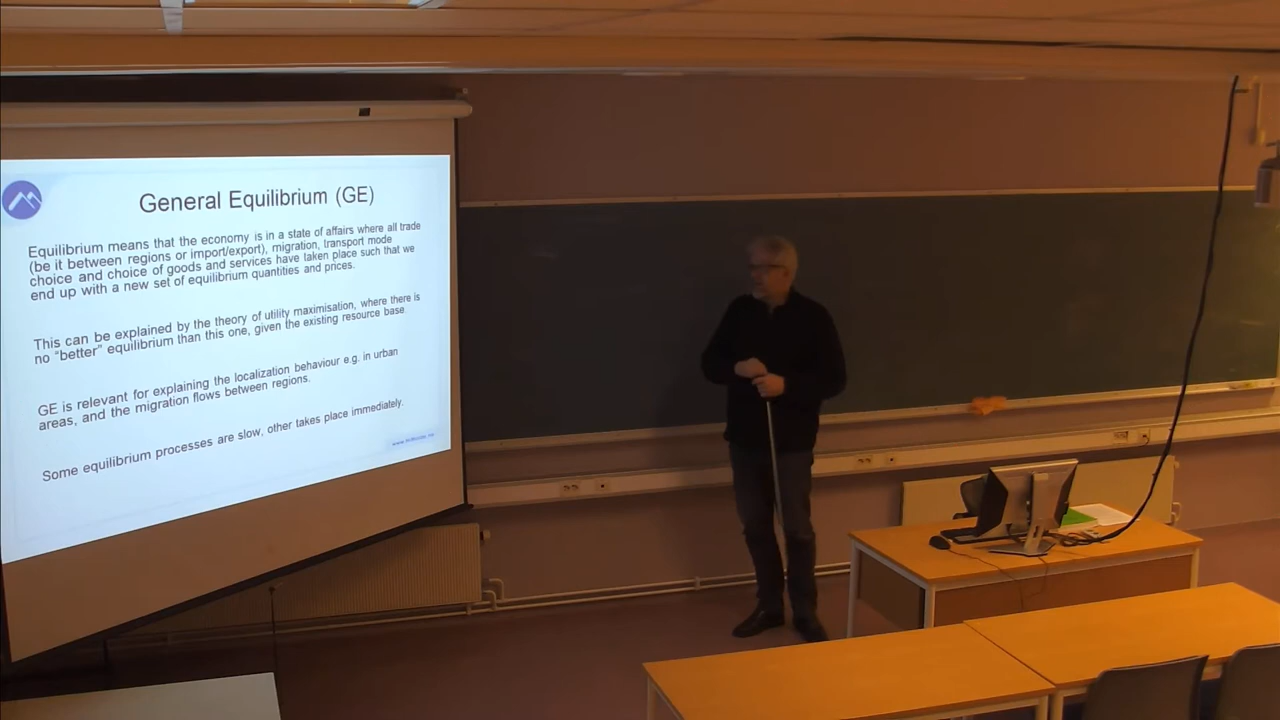 General Equilibrium (GE)
Equilibrium means that the economy is in a state of affairs where all trade
(be it between regions or import/export), migration, transport mode
choice and choice of goods and services have taken place such that we
end up with a new set of equilibrium quantities and prices.
This can be explained by the theory of utility maximisation, where there is
no "better" equilibrium than this one, given the existing resource base
GE is relevant for explaining the localization behaviour e.g. in urban
areas, and the migration flows between regions.
Some equilibrium processes are slow, other takes place immediately.